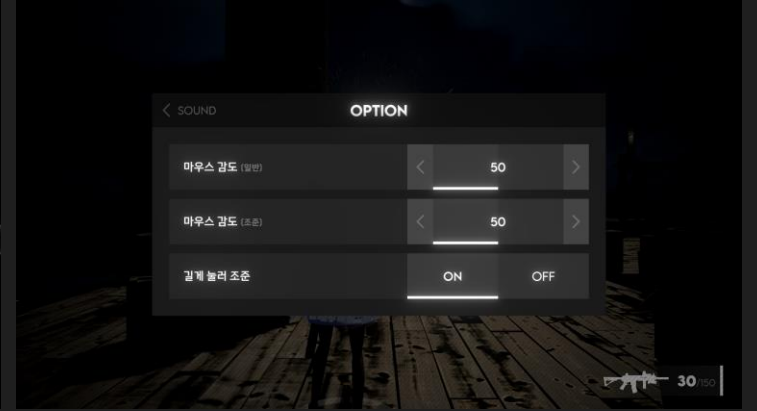 SOUND OPTION
마우스 감도 (일반) 50
마우스 감도 (조준) 50
길게 눌러 조준 ON OFF
30/150